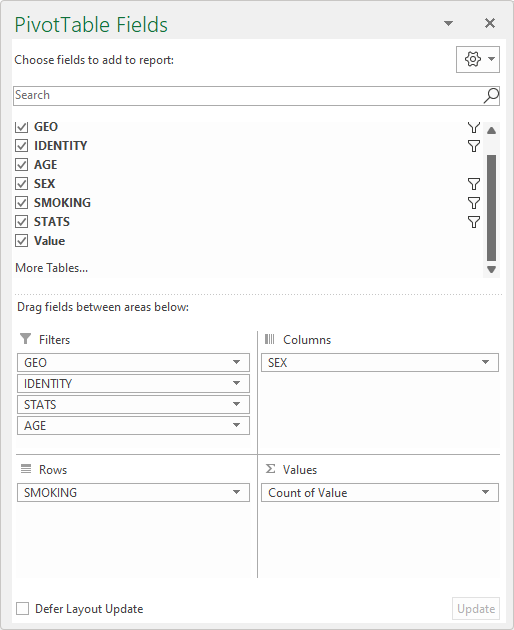 PivotTable Fields
Choose fields to add to report:
Search
GEO
IDENTITY
AGE
SEX
SMOKING
STATS
Value
More Tables...
Drag fields between areas below:
Filters
GEO
IDENTITY
STATS
AGE
Columns
SEX
Rows
SMOKING
Σ Values
Count of Value
Defer Layout Update
Update